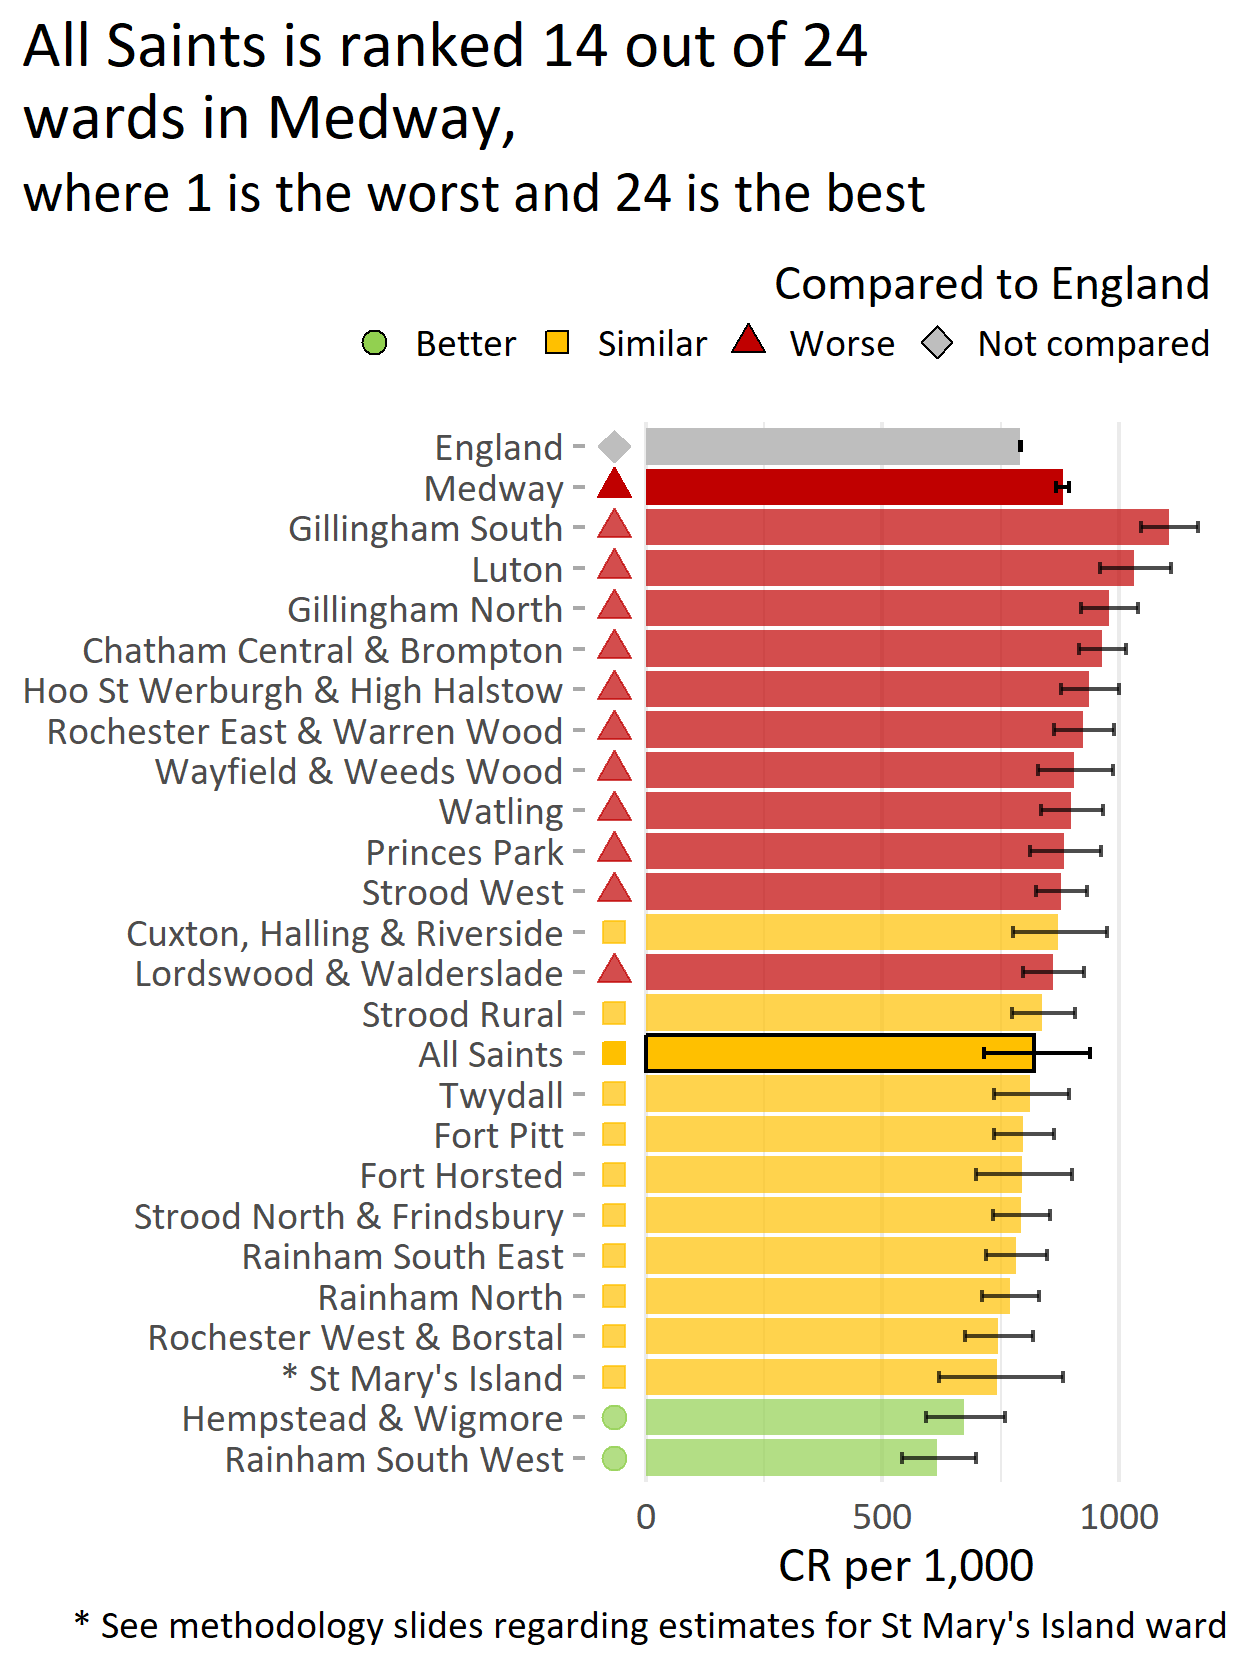 All Saints is ranked 14 out of 24
wards in Medway,
where 1 is the worst and 24 is the best
Compared to England
Better Similar Worse Not compared
England
Medway
Gillingham South
Luton
Gillingham North
Chatham Central & Brompton
Hoo St Werburgh & High Halstow
Rochester East & Warren Wood
Wayfield & Weeds Wood
Watling
Princes Park
Strood West
Cuxton, Halling & Riverside
Lordswood & Walderslade
Strood Rural
All Saints
Twydall
Fort Pitt
Fort Horsted
Strood North & Frindsbury
Rainham South East
Rainham North
Rochester West & Borstal
* St Mary's Island
Hempstead & Wigmore
Rainham South West
0 500 1000
CR per 1,000
* See methodology slides regarding estimates for St Mary's Island ward